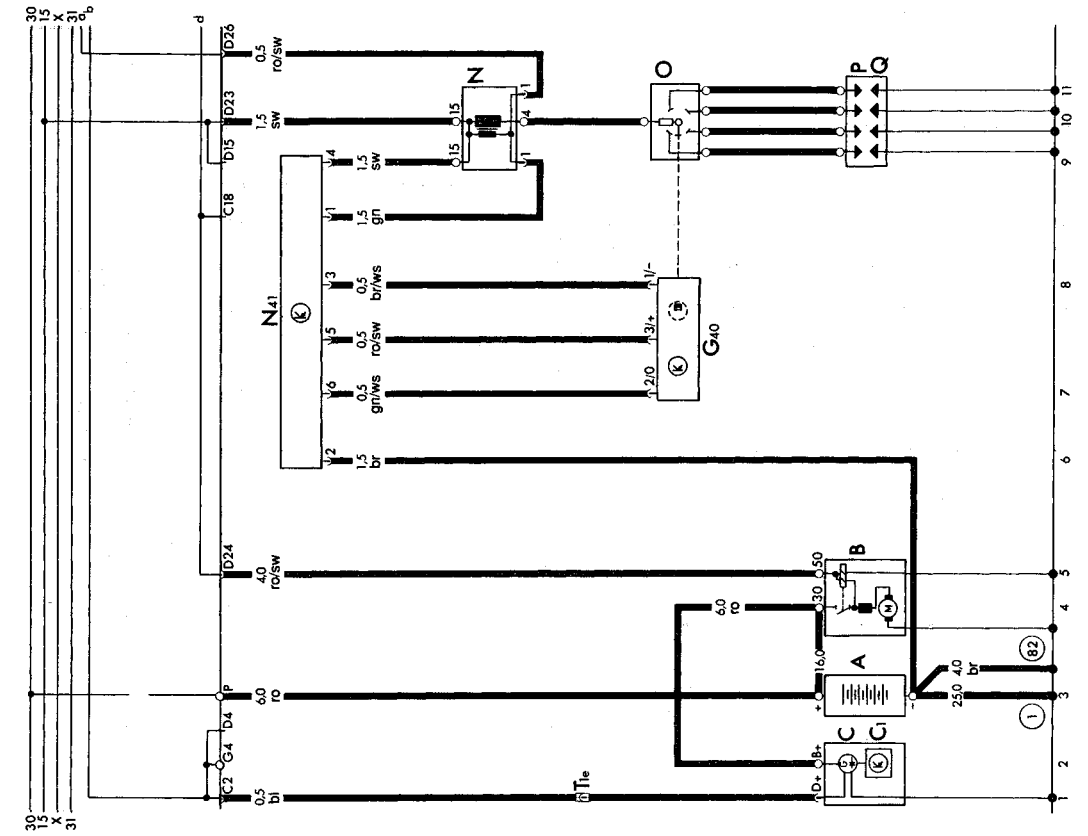 30
15
X
31
a
b
d
D26
D23
D15
C18
D24
P
D4
G4
C2
0,5
ro/sw
1,5
sw
N
15
15
1
4
1
O
P
Q
4
1,5
sw
1
1,5
gn
3
0,5
br/ws
1/-
5
0,5
ro/sw
3/+
6
0,5
gn/ws
2/0
2
1,5
br
N41
K
G40
K
4,0
ro/sw
50
B
30
M
6,0
ro
16,0
A
+
-
6,0
ro
4,0
br
25,0
82
1
B+
C
C1
G
K
D+
0,5
bl
T1e
30
15
X
31
11
10
9
8
7
6
5
4
3
2
1